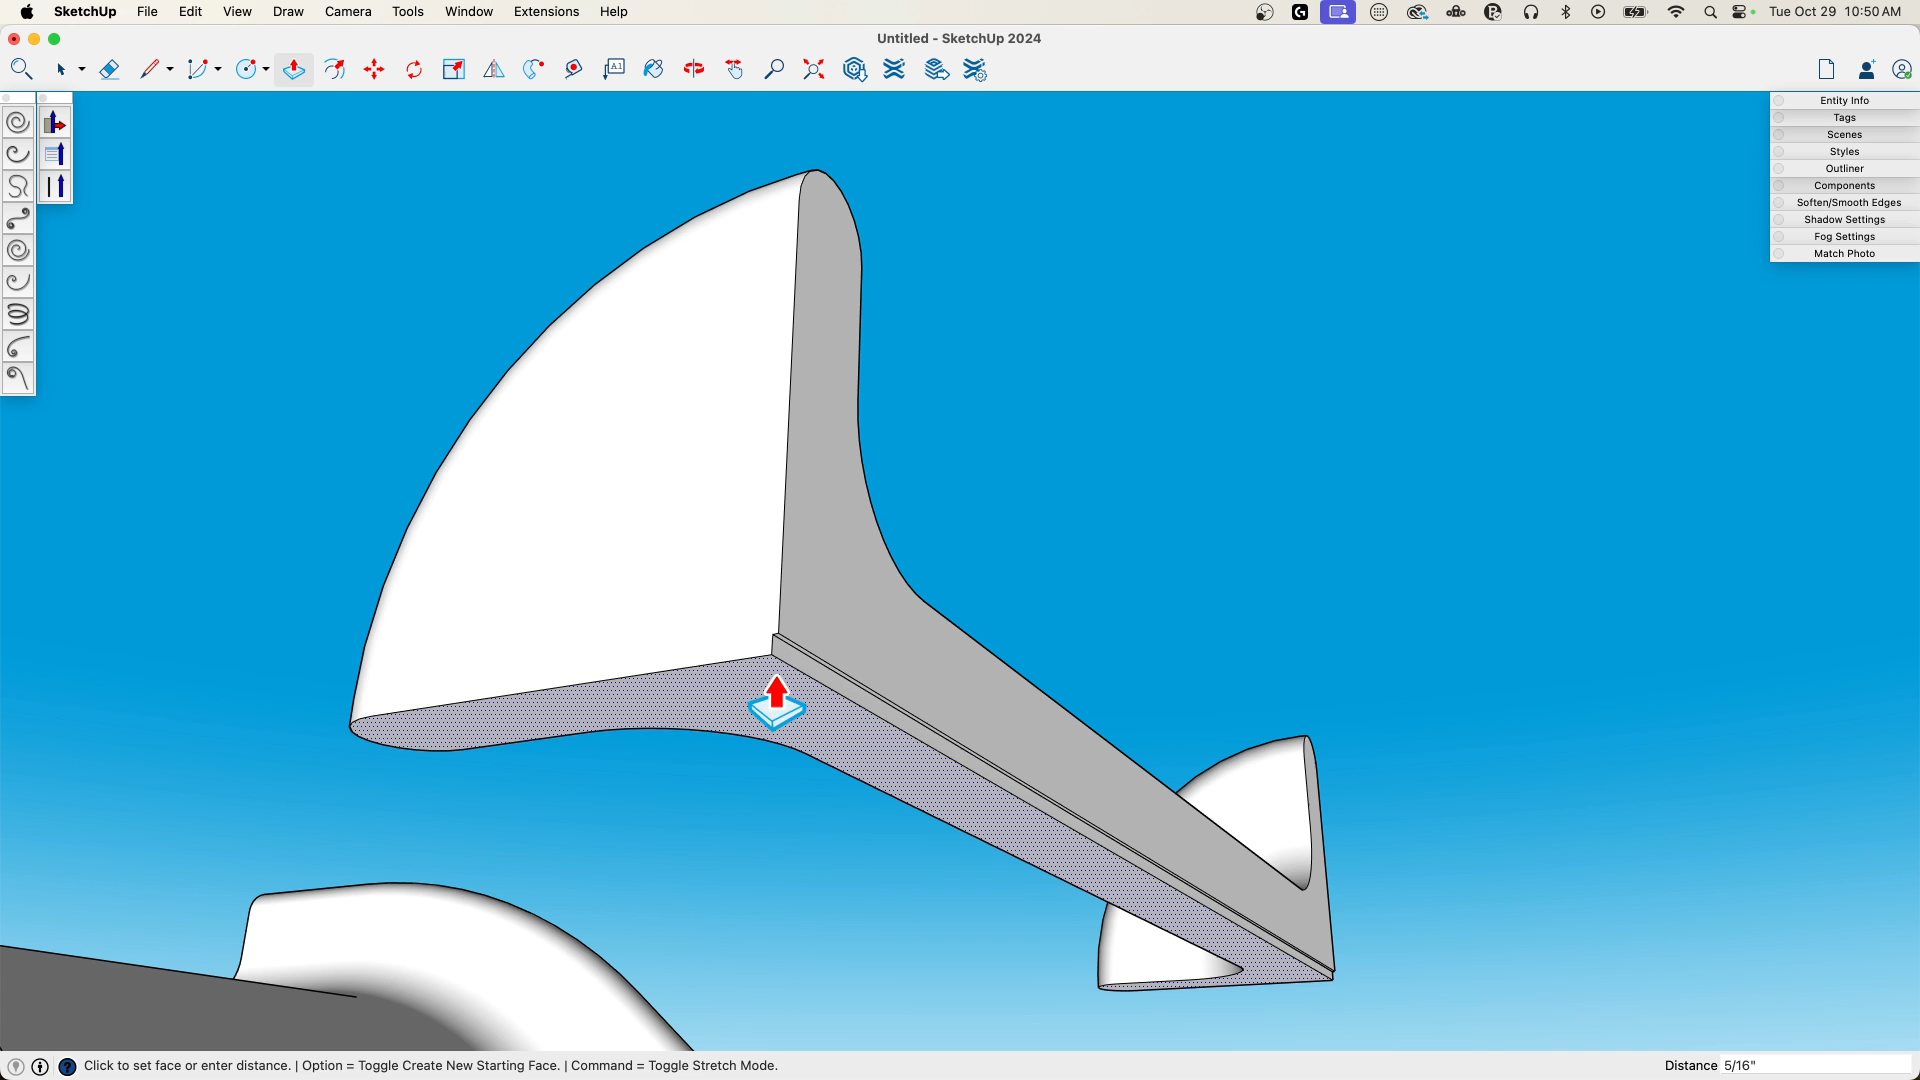 SketchUp File Edit View Draw Camera Tools Window Extensions Help Tue Oct 29 10:50 AM
Untitled - SketchUp 2024
A1
Entity Info
Tags
Scenes
Styles
Outliner
Components
Soften/Smooth Edges
Shadow Settings
Fog Settings
Match Photo
Click to set face or enter distance. | Option = Toggle Create New Starting Face. | Command = Toggle Stretch Mode. Distance 5/16"